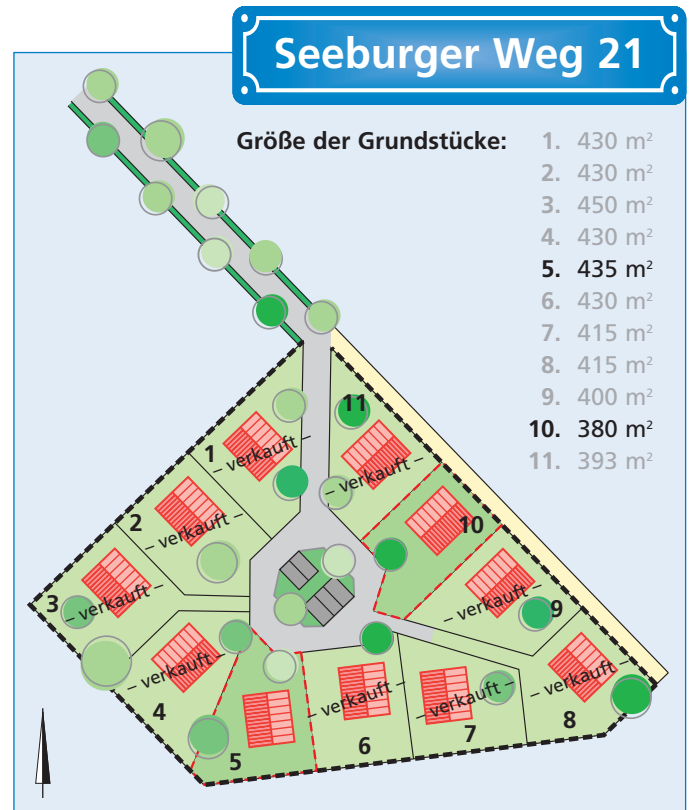 Seeburger Weg 21
Größe der Grundstücke:
1. 430 m²
2. 430 m²
3. 450 m²
4. 430 m²
5. 435 m²
6. 430 m²
7. 415 m²
8. 415 m²
9. 400 m²
10. 380 m²
11. 393 m²
11
1
– verkauft –
– verkauft –
2
– verkauft –
10
3
– verkauft –
– verkauft –
9
– verkauft –
4
– verkauft –
– verkauft –
– verkauft –
5
6
7
8